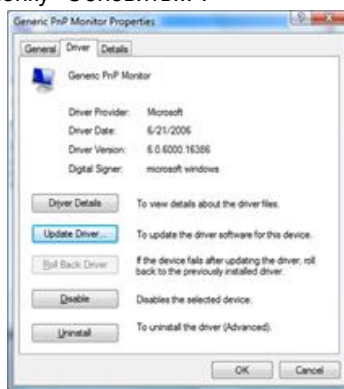 Generic PnP Monitor Properties
General Driver Details
Generic PnP Monitor
Driver Provider: Microsoft
Driver Date: 6/21/2006
Driver Version: 6.0.6000.16386
Digital Signer: microsoft windows
Driver Details To view details about the driver files.
Update Driver... To update the driver software for this device.
Roll Back Driver If the device fails after updating the driver, roll
back to the previously installed driver.
Disable Disables the selected device.
Uninstall To uninstall the driver (Advanced).
OK Cancel